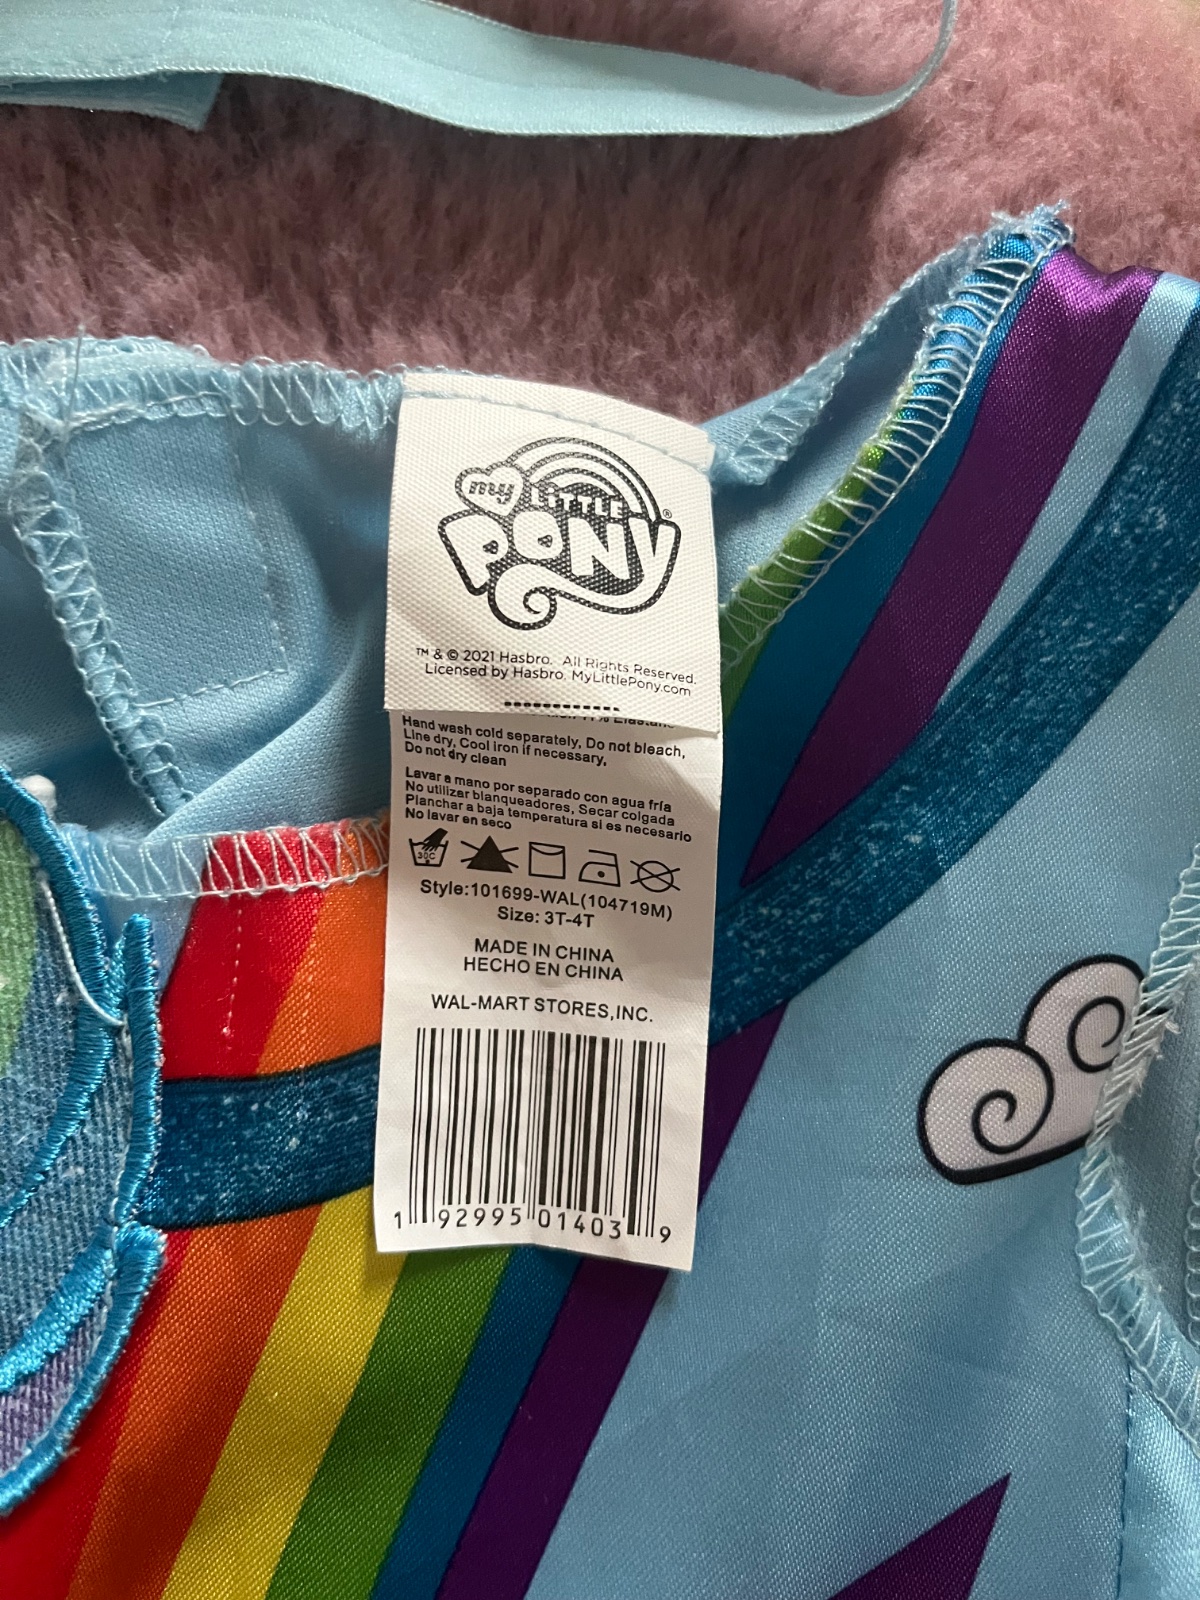 my LITTLE PONY®
™ & © 2021 Hasbro. All Rights Reserved.
Licensed by Hasbro. MyLittlePony.com
Hand wash cold separately, Do not bleach,
Line dry, Cool iron if necessary,
Do not dry clean
Lavar a mano por separado con agua fría
No utilizar blanqueadores, Secar colgada
Planchar a baja temperatura si es necesario
No lavar en seco
30C
Style:101699-WAL(104719M)
Size: 3T-4T
MADE IN CHINA
HECHO EN CHINA
WAL-MART STORES,INC.
1 92995 01403 9